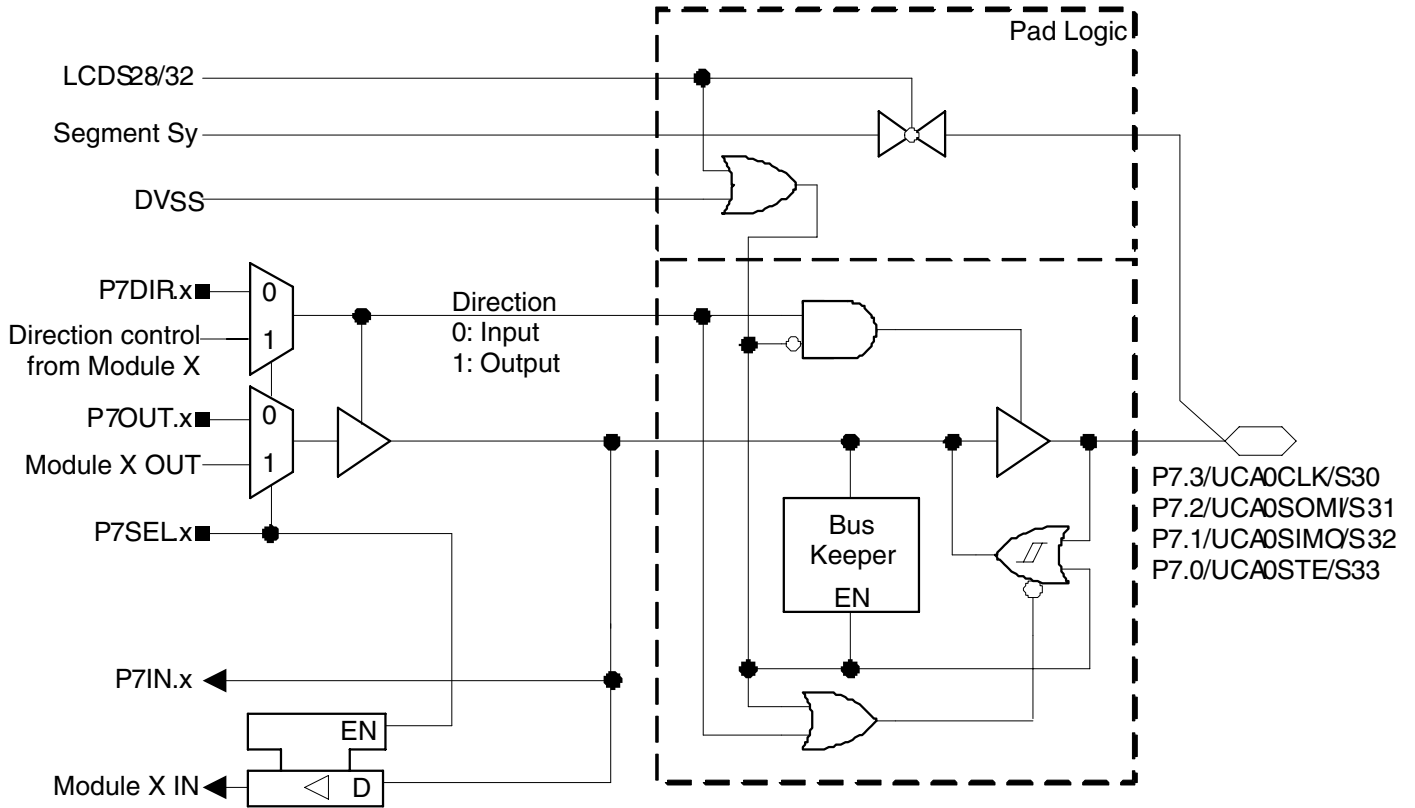 Pad Logic
LCDS28/32
Segment Sy
DVSS
P7DIR.x
0
Direction control
from Module X
1
Direction
0: Input
1: Output
P7OUT.x
0
Module X OUT
1
P7SEL.x
P7.3/UCA0CLK/S30
P7.2/UCA0SOMI/S31
P7.1/UCA0SIMO/S32
P7.0/UCA0STE/S33
Bus
Keeper
EN
P7IN.x
EN
Module X IN
D